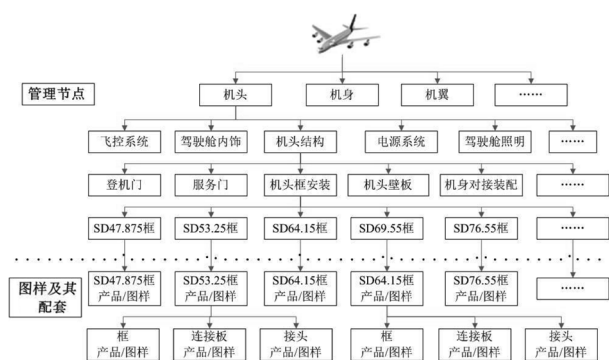 管理节点
机头
机身
机翼
……
飞控系统
驾驶舱内饰
机头结构
电源系统
驾驶舱照明
……
登机门
服务门
机头框安装
机头壁板
机身对接装配
……
SD47.875框
SD53.25框
SD64.15框
SD69.55框
SD76.55框
……
图样及其
配套
SD47.875框
产品/图样
SD53.25框
产品/图样
SD64.15框
产品/图样
SD64.15框
产品/图样
SD76.55框
产品/图样
……
框
产品/图样
连接板
产品/图样
接头
产品/图样
框
产品/图样
连接板
产品/图样
接头
产品/图样